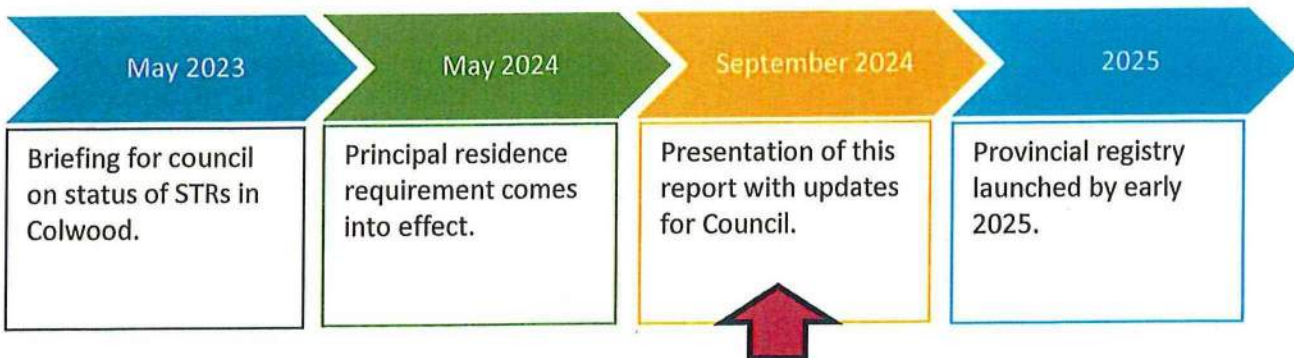 May 2023
May 2024
September 2024
2025
Briefing for council
on status of STRs in
Colwood.
Principal residence
requirement comes
into effect.
Presentation of this
report with updates
for Council.
Provincial registry
launched by early
2025.